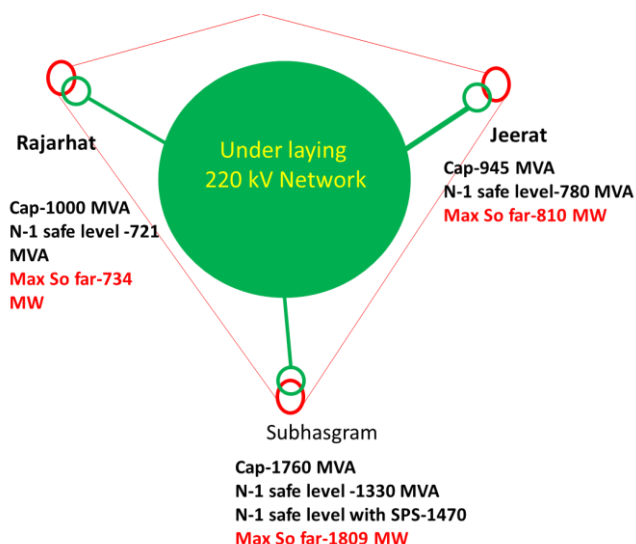 Under laying
220 kV Network
Rajarhat
Cap-1000 MVA
N-1 safe level -721
MVA
Max So far-734
MW
Jeerat
Cap-945 MVA
N-1 safe level-780 MVA
Max So far-810 MW
Subhasgram
Cap-1760 MVA
N-1 safe level -1330 MVA
N-1 safe level with SPS-1470
Max So far-1809 MW